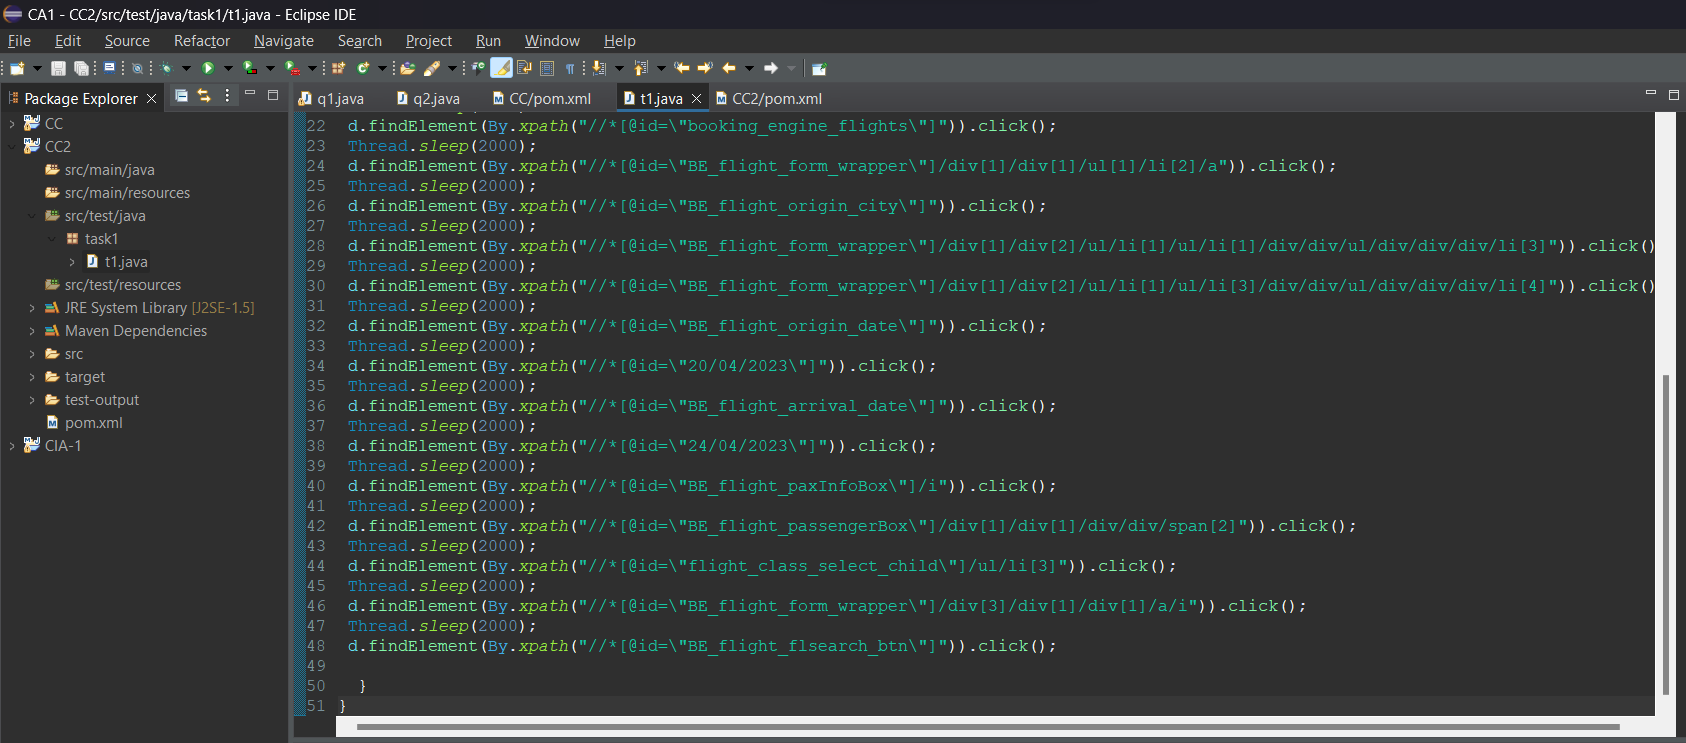 CA1 - CC2/src/test/java/task1/t1.java - Eclipse IDE
File Edit Source Refactor Navigate Search Project Run Window Help
Package Explorer
q1.java q2.java CC/pom.xml t1.java CC2/pom.xml
CC
CC2
src/main/java
src/main/resources
src/test/java
task1
t1.java
src/test/resources
JRE System Library [J2SE-1.5]
Maven Dependencies
src
target
test-output
pom.xml
CIA-1
22 d.findElement(By.xpath("//*[@id=\"booking_engine_flights\"]")).click();
23 Thread.sleep(2000);
24 d.findElement(By.xpath("//*[@id=\"BE_flight_form_wrapper\"]/div[1]/div[1]/ul[1]/li[2]/a")).click();
25 Thread.sleep(2000);
26 d.findElement(By.xpath("//*[@id=\"BE_flight_origin_city\"]")).click();
27 Thread.sleep(2000);
28 d.findElement(By.xpath("//*[@id=\"BE_flight_form_wrapper\"]/div[1]/div[2]/ul/li[1]/ul/li[1]/div/div/ul/div/div/div/li[3]")).click()
29 Thread.sleep(2000);
30 d.findElement(By.xpath("//*[@id=\"BE_flight_form_wrapper\"]/div[1]/div[2]/ul/li[1]/ul/li[3]/div/div/ul/div/div/div/li[4]")).click()
31 Thread.sleep(2000);
32 d.findElement(By.xpath("//*[@id=\"BE_flight_origin_date\"]")).click();
33 Thread.sleep(2000);
34 d.findElement(By.xpath("//*[@id=\"20/04/2023\"]")).click();
35 Thread.sleep(2000);
36 d.findElement(By.xpath("//*[@id=\"BE_flight_arrival_date\"]")).click();
37 Thread.sleep(2000);
38 d.findElement(By.xpath("//*[@id=\"24/04/2023\"]")).click();
39 Thread.sleep(2000);
40 d.findElement(By.xpath("//*[@id=\"BE_flight_paxInfoBox\"]/i")).click();
41 Thread.sleep(2000);
42 d.findElement(By.xpath("//*[@id=\"BE_flight_passengerBox\"]/div[1]/div[1]/div/div/span[2]")).click();
43 Thread.sleep(2000);
44 d.findElement(By.xpath("//*[@id=\"flight_class_select_child\"]/ul/li[3]")).click();
45 Thread.sleep(2000);
46 d.findElement(By.xpath("//*[@id=\"BE_flight_form_wrapper\"]/div[3]/div[1]/div[1]/a/i")).click();
47 Thread.sleep(2000);
48 d.findElement(By.xpath("//*[@id=\"BE_flight_flsearch_btn\"]")).click();
49
50 }
51 }